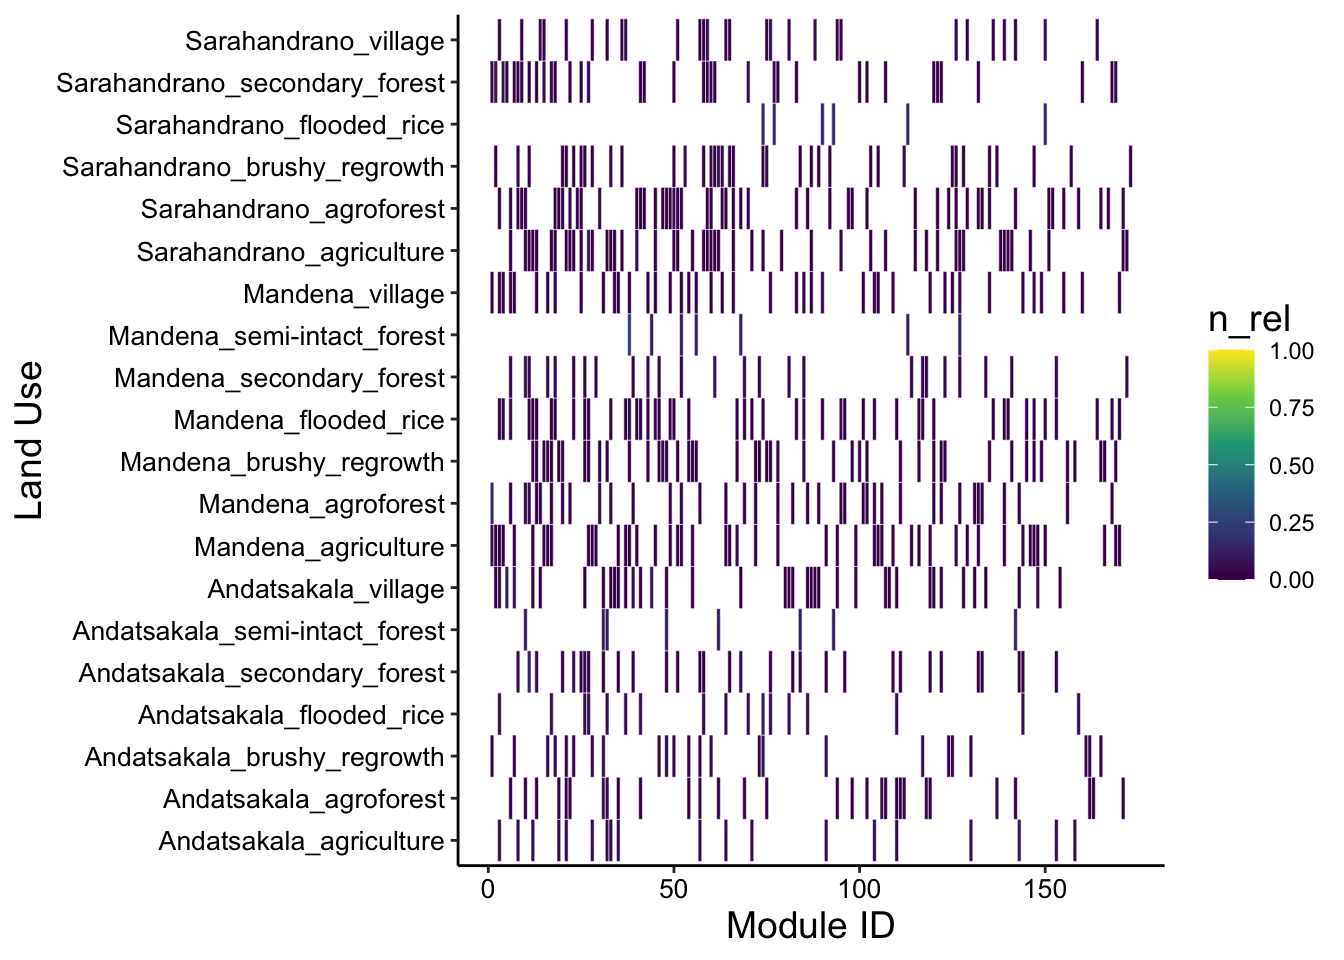 Sarahandrano_village
Sarahandrano_secondary_forest
Sarahandrano_flooded_rice
Sarahandrano_brushy_regrowth
Sarahandrano_agroforest
Sarahandrano_agriculture
Mandena_village
Mandena_semi-intact_forest
Mandena_secondary_forest
Mandena_flooded_rice
Mandena_brushy_regrowth
Mandena_agroforest
Mandena_agriculture
Andatsakala_village
Andatsakala_semi-intact_forest
Andatsakala_secondary_forest
Andatsakala_flooded_rice
Andatsakala_brushy_regrowth
Andatsakala_agroforest
Andatsakala_agriculture
Land Use
0 50 100 150
Module ID
n_rel
1.00
0.75
0.50
0.25
0.00